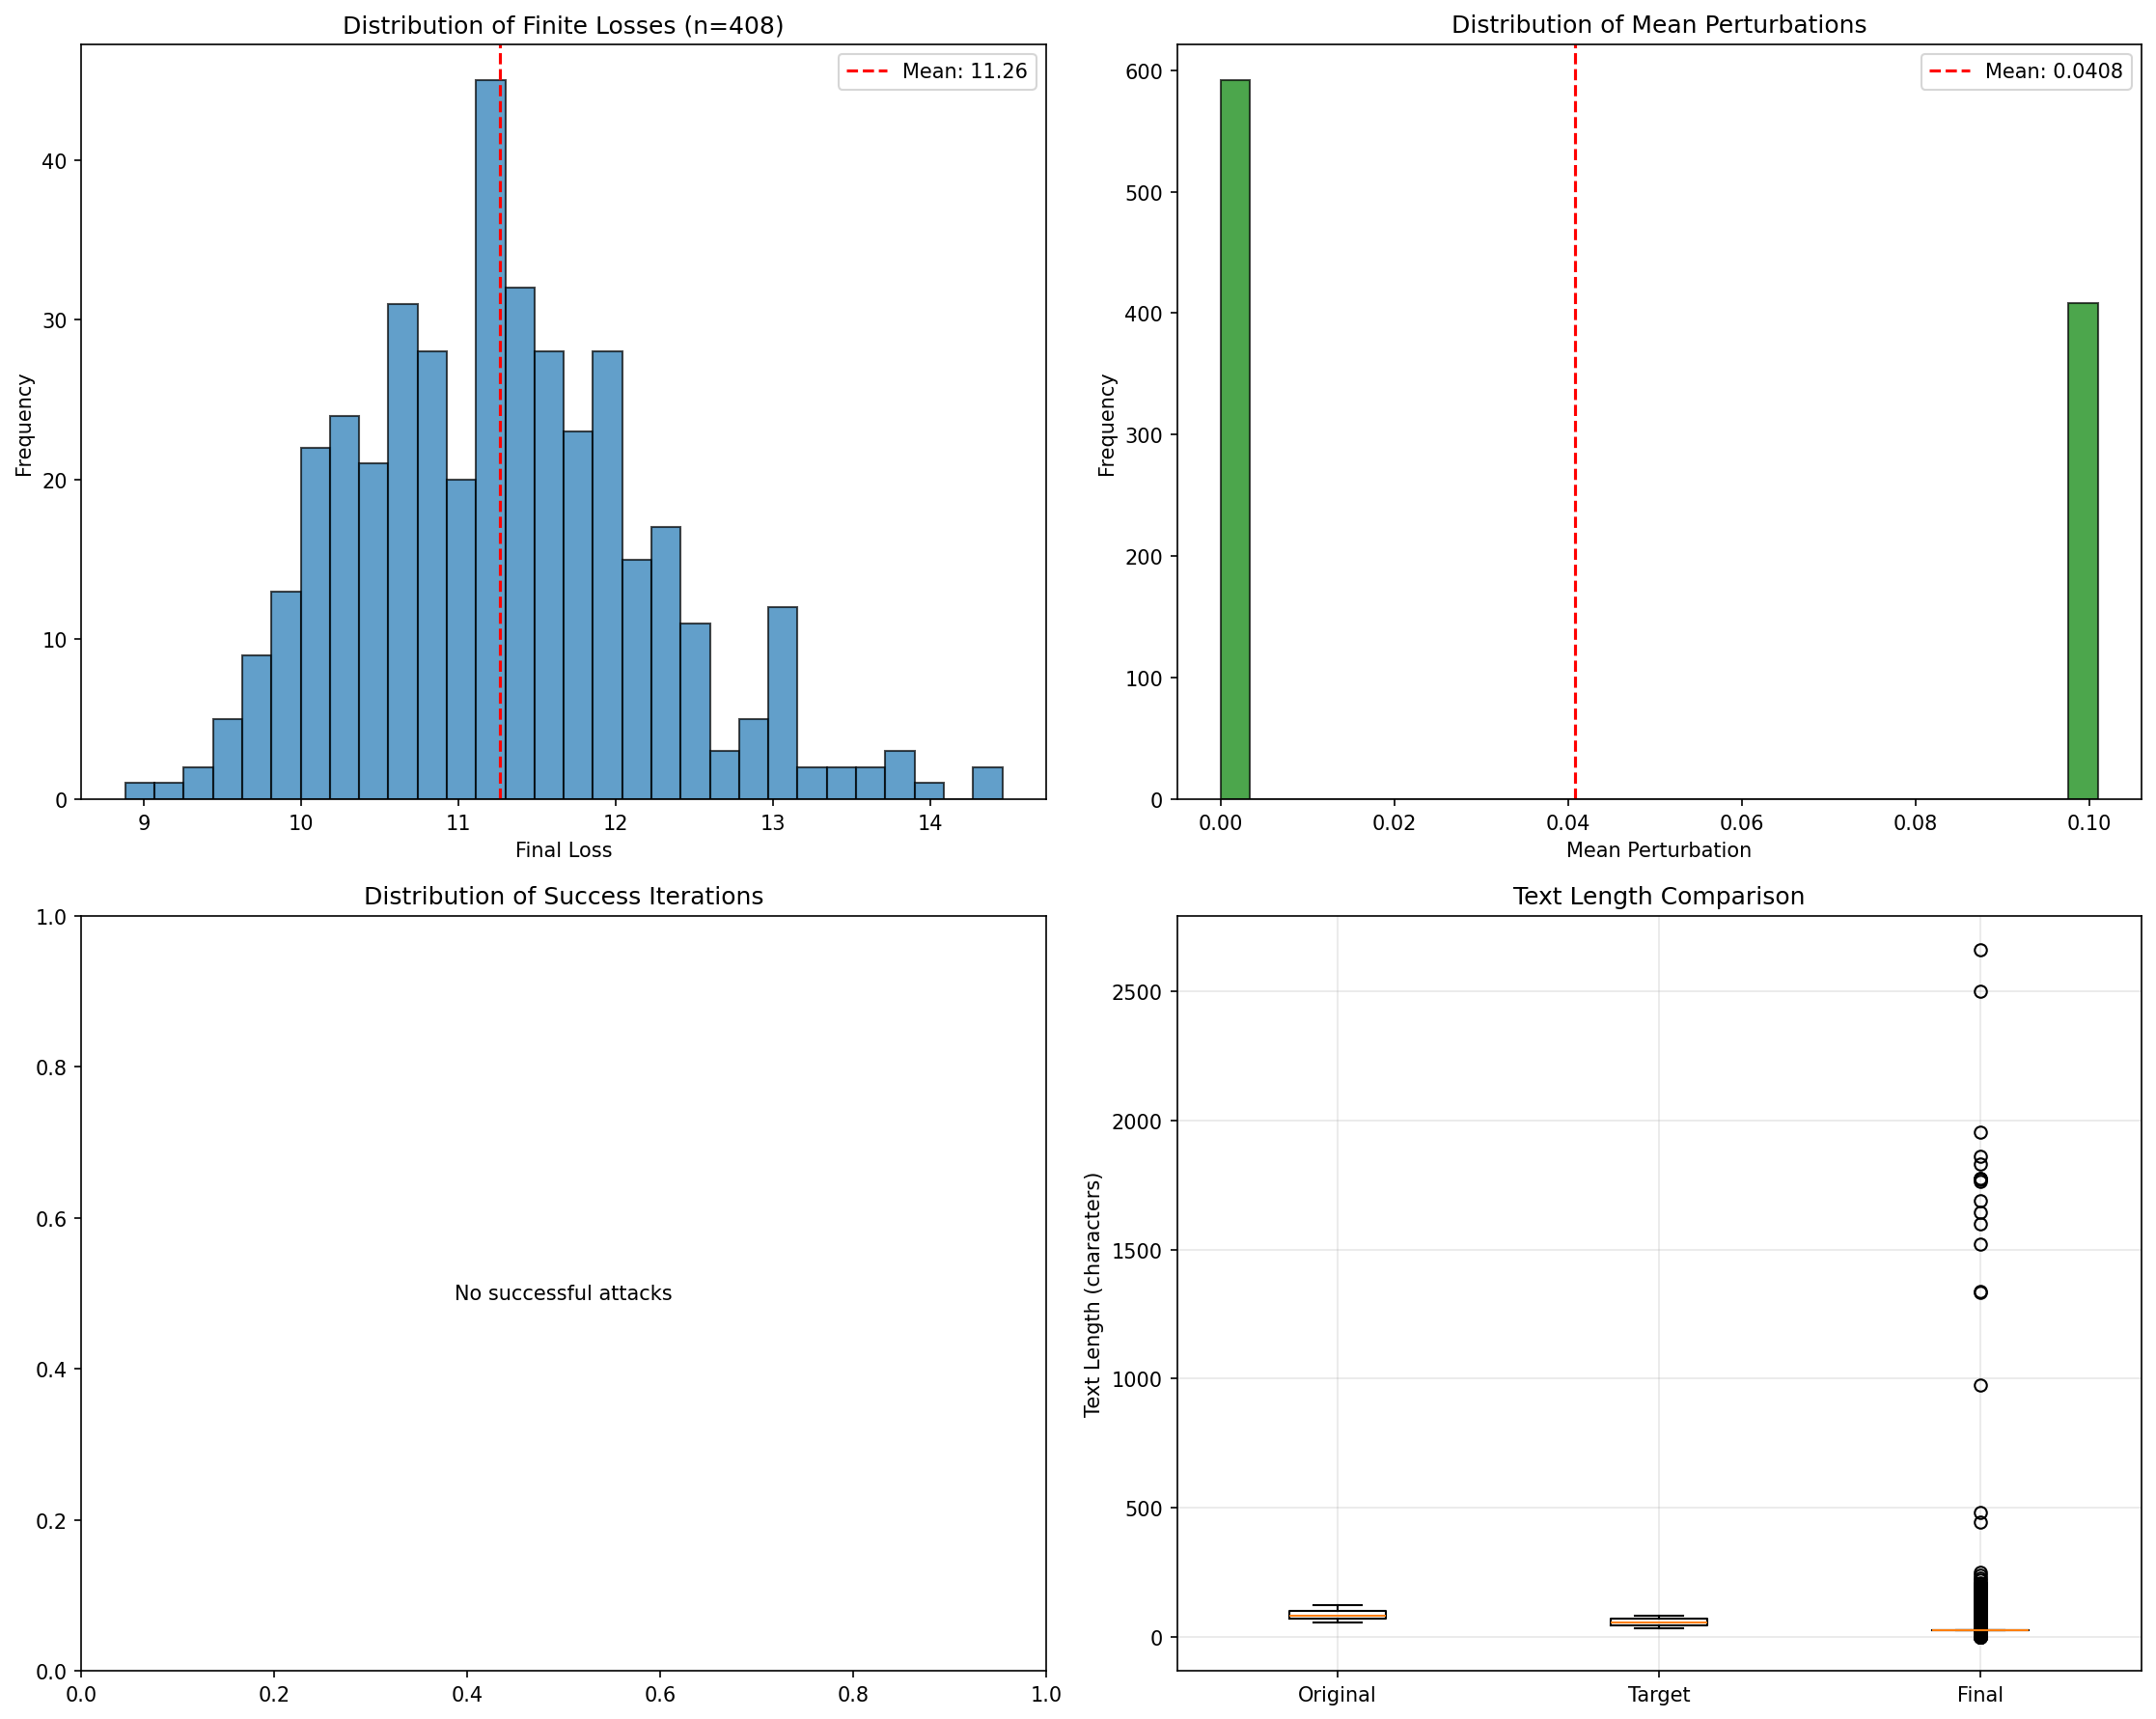 Distribution of Finite Losses (n=408)
Mean: 11.26
Frequency
40
30
20
10
0
9 10 11 12 13 14
Final Loss
Distribution of Mean Perturbations
Mean: 0.0408
Frequency
600
500
400
300
200
100
0
0.00 0.02 0.04 0.06 0.08 0.10
Mean Perturbation
Distribution of Success Iterations
1.0
0.8
0.6
0.4
0.2
0.0
No successful attacks
0.0 0.2 0.4 0.6 0.8 1.0
Text Length Comparison
Text Length (characters)
2500
2000
1500
1000
500
0
Original Target Final